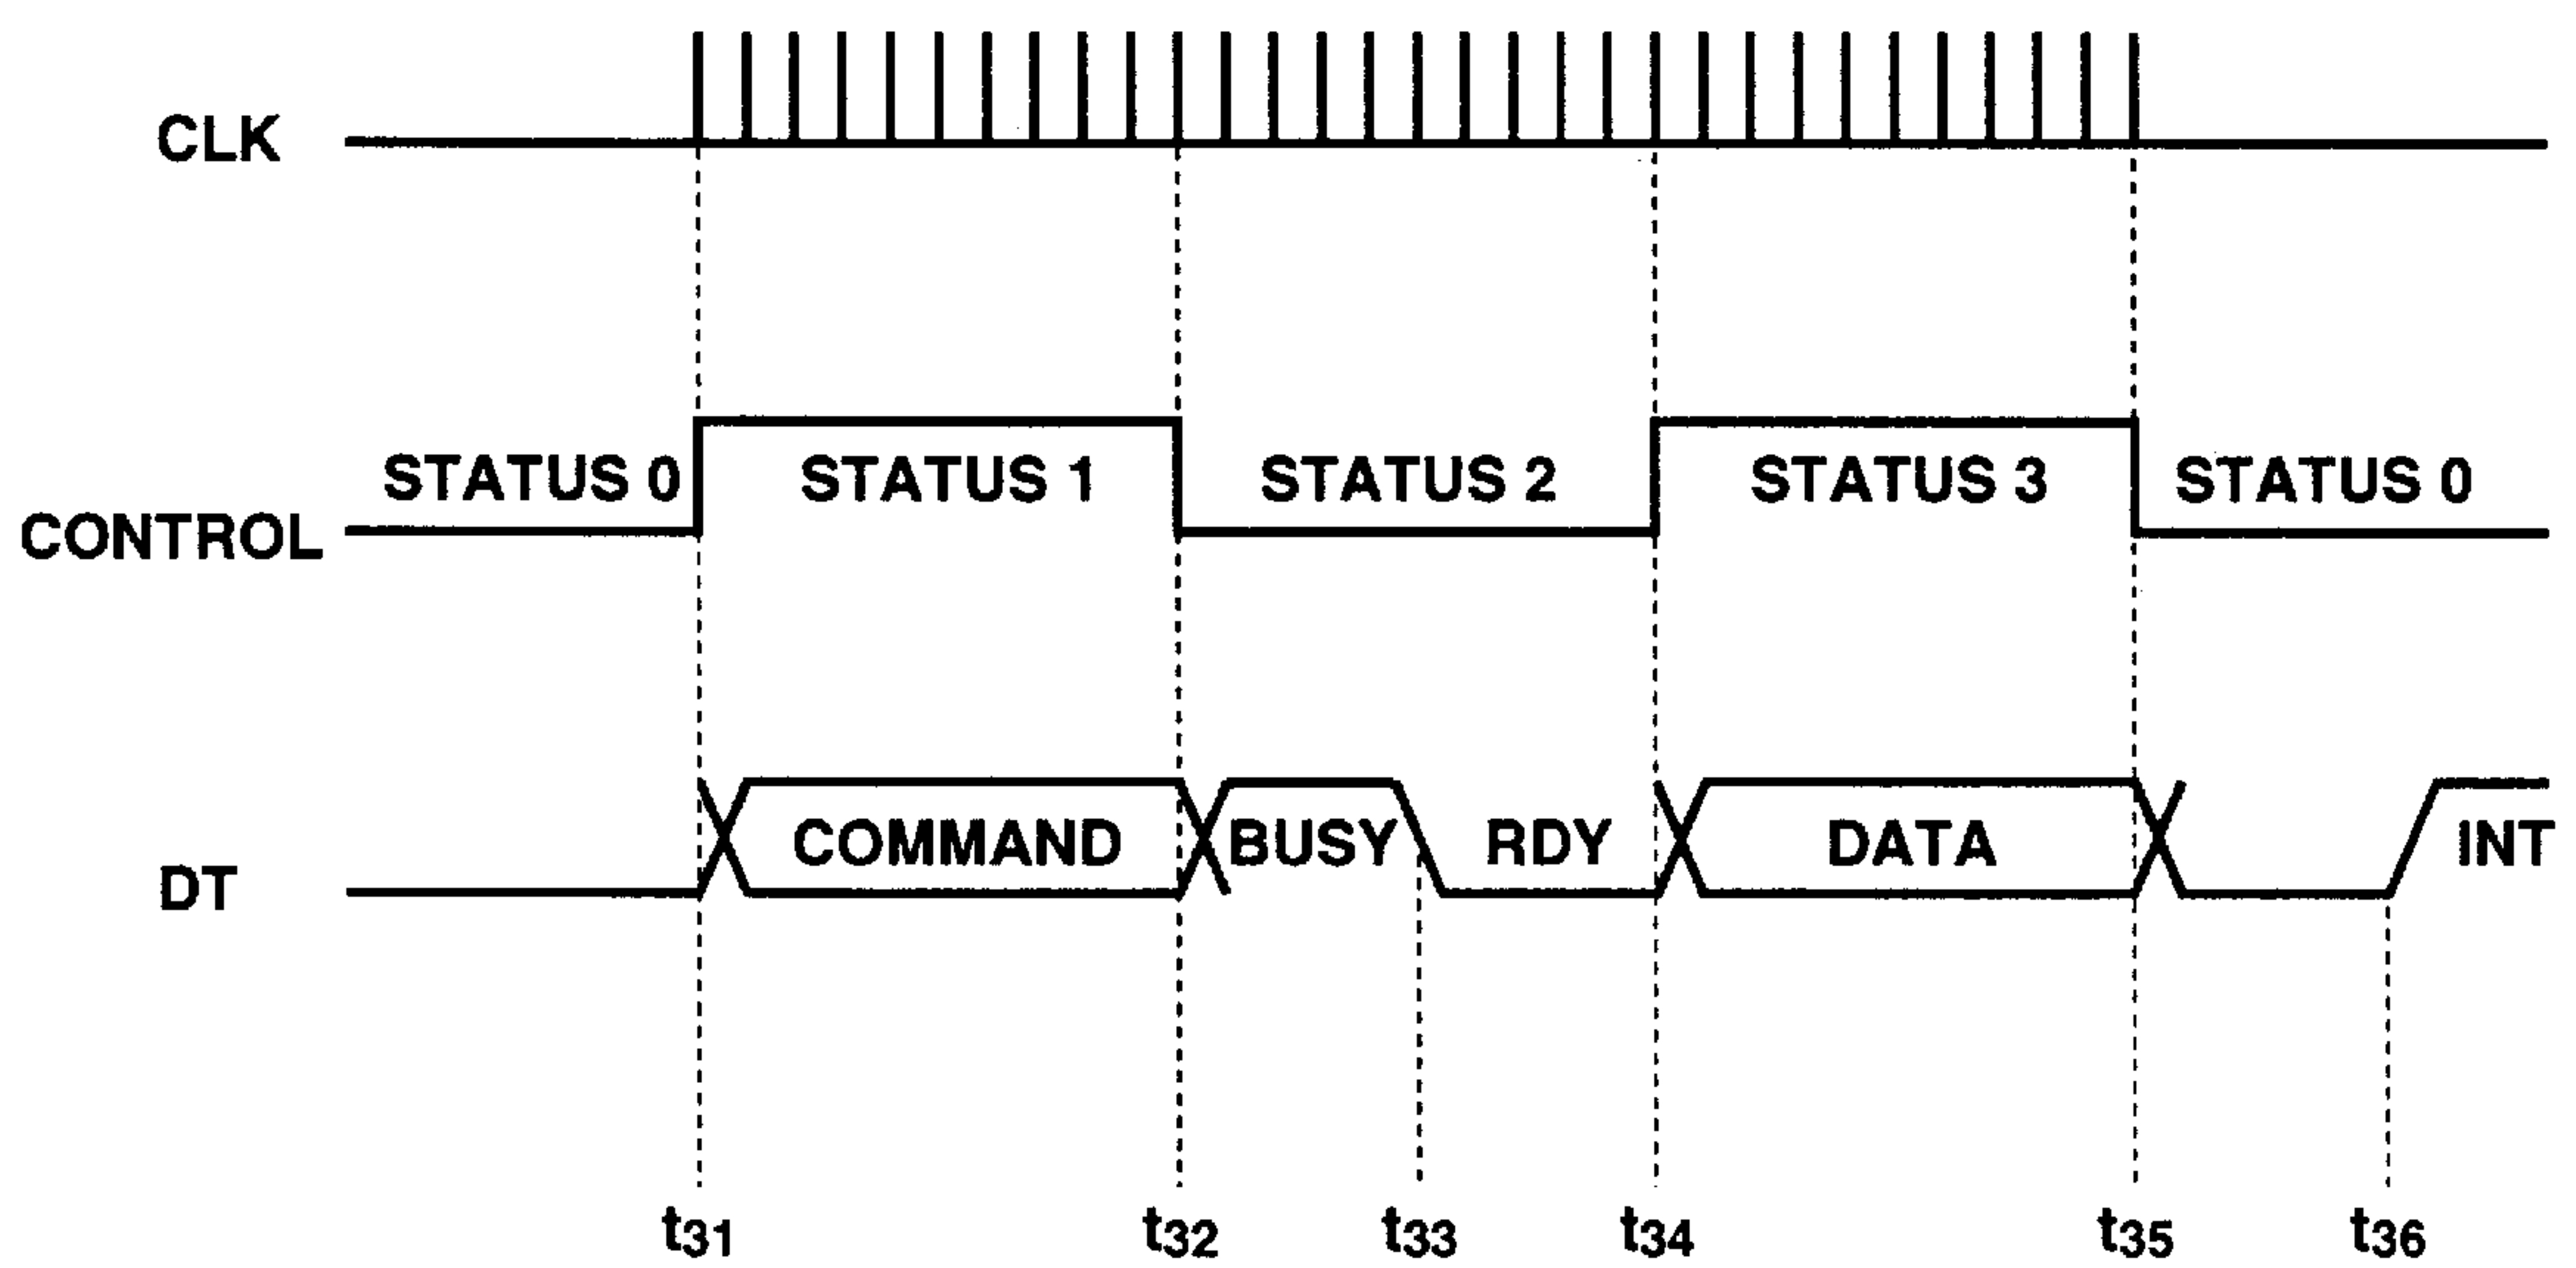 CLK
STATUS 0 STATUS 1 STATUS 2 STATUS 3 STATUS 0
CONTROL
COMMAND BUSY RDY DATA INT
DT
t31 t32 t33 t34 t35 t36